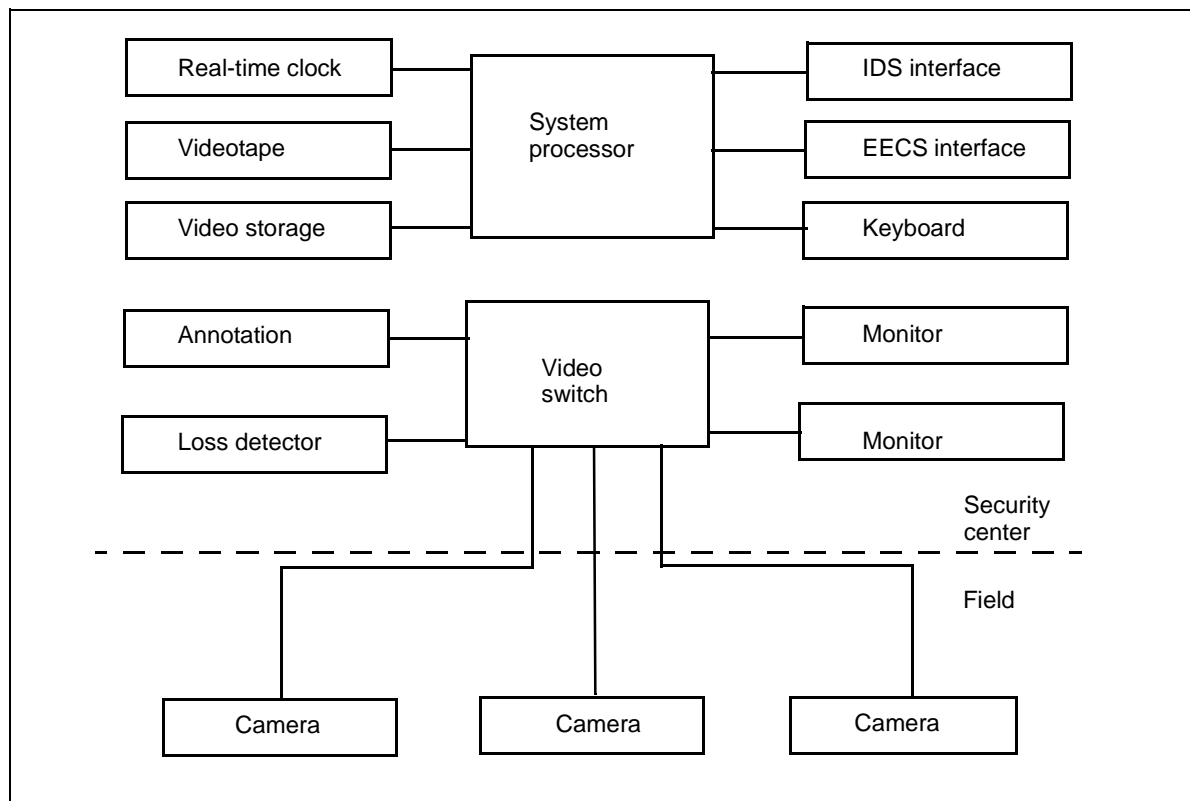 Real-time clock
Videotape
Video storage
System
processor
IDS interface
EECS interface
Keyboard
Annotation
Loss detector
Video
switch
Monitor
Monitor
Security
center
Field
Camera
Camera
Camera